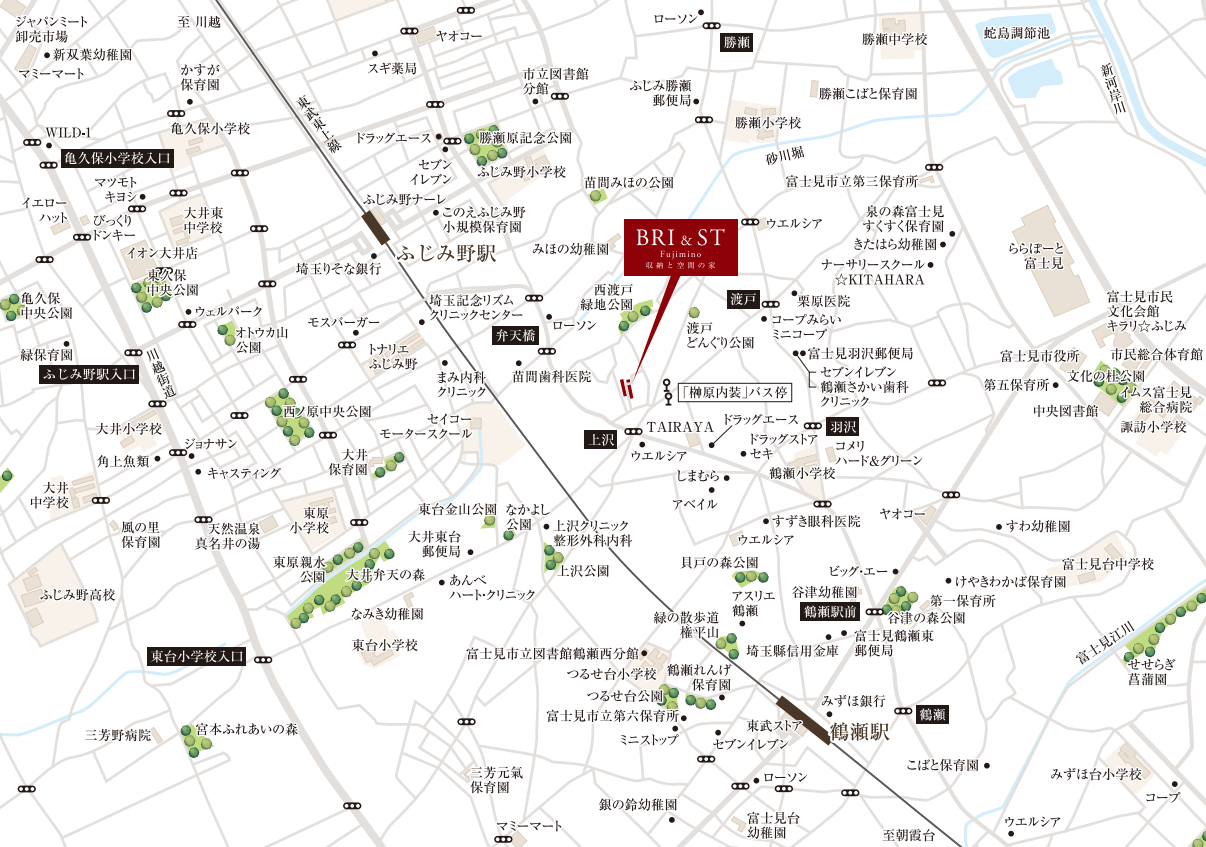 ジャパンミート
卸売市場
至 川越
新双葉幼稚園
マミーマート
かすが
保育園
亀久保小学校
WILD-1
亀久保小学校入口
マツモト
キヨシ
イエロー
ハット
びっくり
ドンキー
大井東
中学校
イオン大井店
東久保
中央公園
亀久保
中央公園
ウェルパーク
オトウカ山
公園
緑保育園
ふじみ野駅入口
川越街道
東武東上線
スギ薬局
ヤオコー
市立図書館
分館
ドラッグエース
勝瀬原記念公園
セブン
イレブン
ふじみ野小学校
ふじみ野ナーレ
このえふじみ野
小規模保育園
ふじみ野駅
埼玉りそな銀行
苗間みほの公園
みほの幼稚園
埼玉記念リズム
クリニックセンター
モスバーガー
トナリエ
ふじみ野
まみ内科
クリニック
弁天橋
ローソン
苗間歯科医院
西渡戸
緑地公園
BRI & ST
Fujimino
収納と空間の家
ローソン
勝瀬
ふじみ勝瀬
郵便局
勝瀬中学校
勝瀬こばと保育園
勝瀬小学校
砂川堀
富士見市立第三保育所
蛇島調節池
新河岸川
ウエルシア
泉の森富士見
すくすく保育園
きたはら幼稚園
ナーサリースクール
☆KITAHARA
ららぽーと
富士見
渡戸
栗原医院
コープみらい
ミニコープ
渡戸
どんぐり公園
富士見羽沢郵便局
セブンイレブン
鶴瀬さかい歯科
クリニック
「榊原内装」バス停
富士見市民
文化会館
キラリ☆ふじみ
富士見市役所
市民総合体育館
第五保育所
文化の杜公園
イムス富士見
総合病院
中央図書館
諏訪小学校
西ノ原中央公園
大井小学校
ジョナサン
角上魚類
キャスティング
大井
保育園
セイコー
モータースクール
上沢
TAIRAYA
ウエルシア
ドラッグエース
ドラッグストア
セキ
羽沢
コメリ
ハード&グリーン
しまむら
アベイル
鶴瀬小学校
大井
中学校
風の里
保育園
天然温泉
真名井の湯
東原
小学校
東台金山公園
なかよし
公園
上沢クリニック
整形外科内科
大井東台
郵便局
上沢公園
東原親水
公園
大井弁天の森
あんべ
ハート・クリニック
なみき幼稚園
ふじみ野高校
東台小学校
東台小学校入口
すずき眼科医院
ウエルシア
ヤオコー
すわ幼稚園
貝戸の森公園
ビッグ・エー
富士見台中学校
けやきわかば保育園
アスリエ
鶴瀬
谷津幼稚園
鶴瀬駅前
第一保育所
谷津の森公園
緑の散歩道
権平山
埼玉縣信用金庫
富士見鶴瀬東
郵便局
富士見江川
せせらぎ
菖蒲園
富士見市立図書館鶴瀬西分館
つるせ台小学校
鶴瀬れんげ
保育園
つるせ台公園
富士見市立第六保育所
ミニストップ
みずほ銀行
鶴瀬
東武ストア
鶴瀬駅
セブンイレブン
三芳野病院
宮本ふれあいの森
三芳元氣
保育園
マミーマート
銀の鈴幼稚園
ローソン
富士見台
幼稚園
こばと保育園
みずほ台小学校
コープ
ウエルシア
至朝霞台